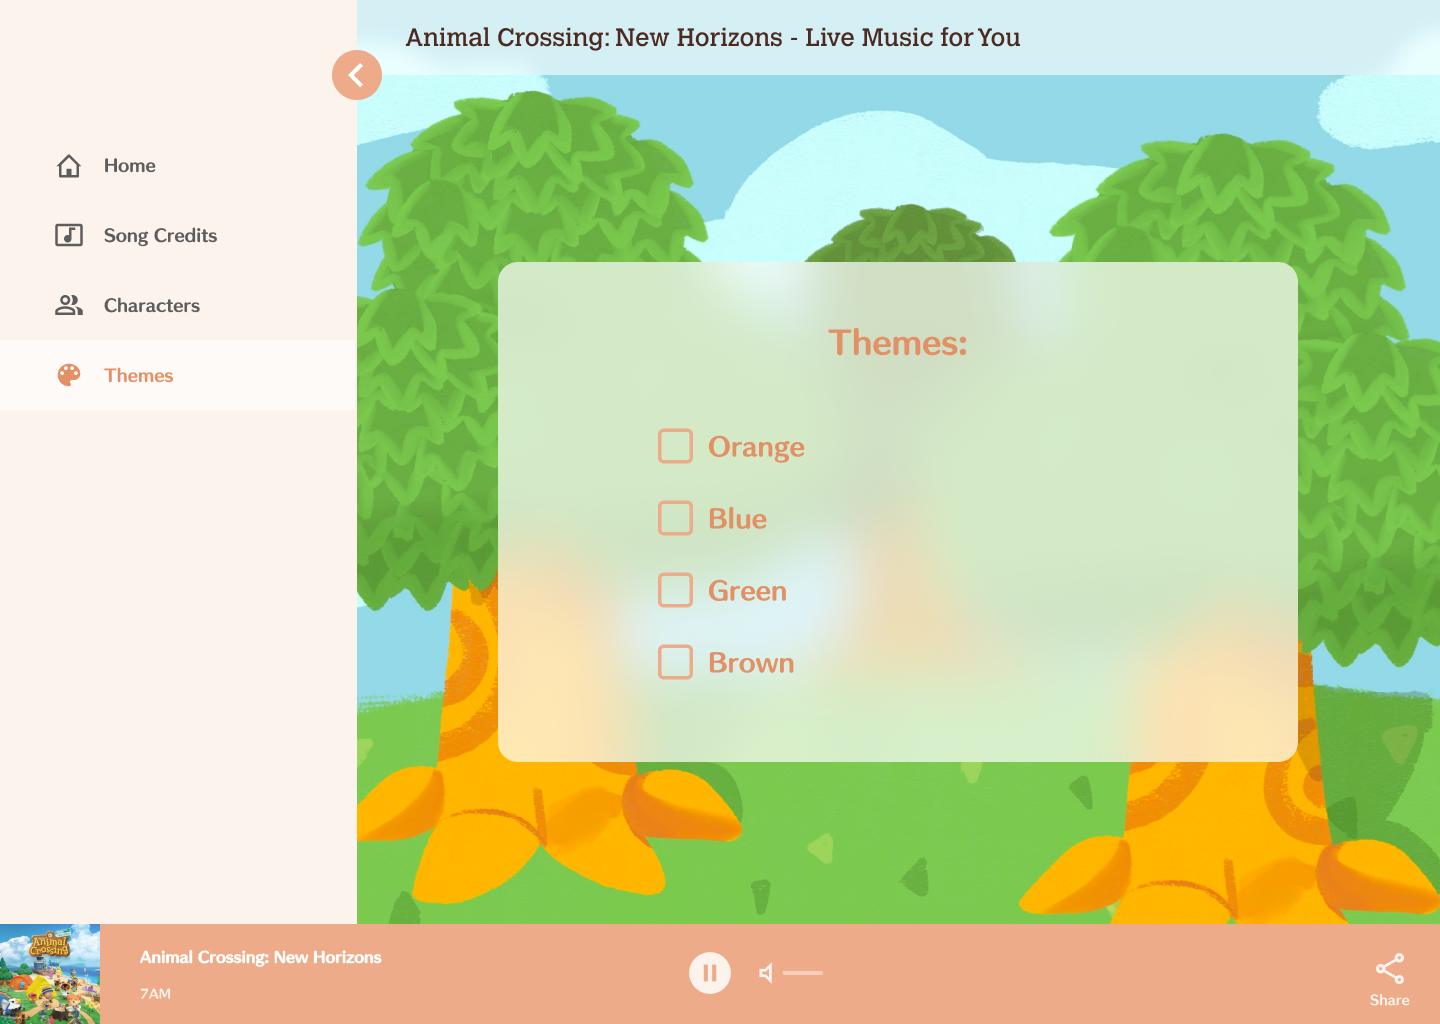 Animal Crossing: New Horizons - Live Music for You
Home
Song Credits
Characters
Themes
Themes:
Orange
Blue
Green
Brown
Animal
Crossing
Animal Crossing: New Horizons
7AM
Share